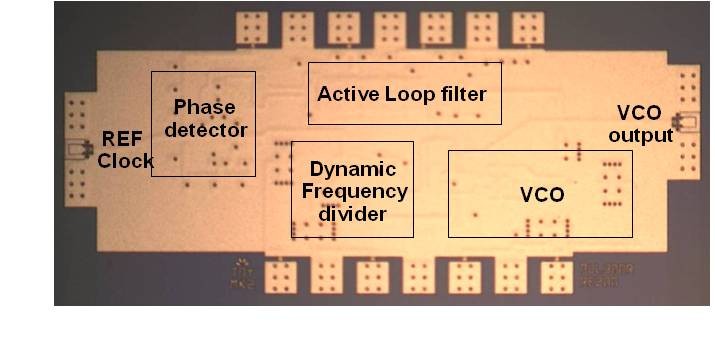 Phase
detector
Active Loop filter
REF
Clock
VCO
output
Dynamic
Frequency
divider
VCO